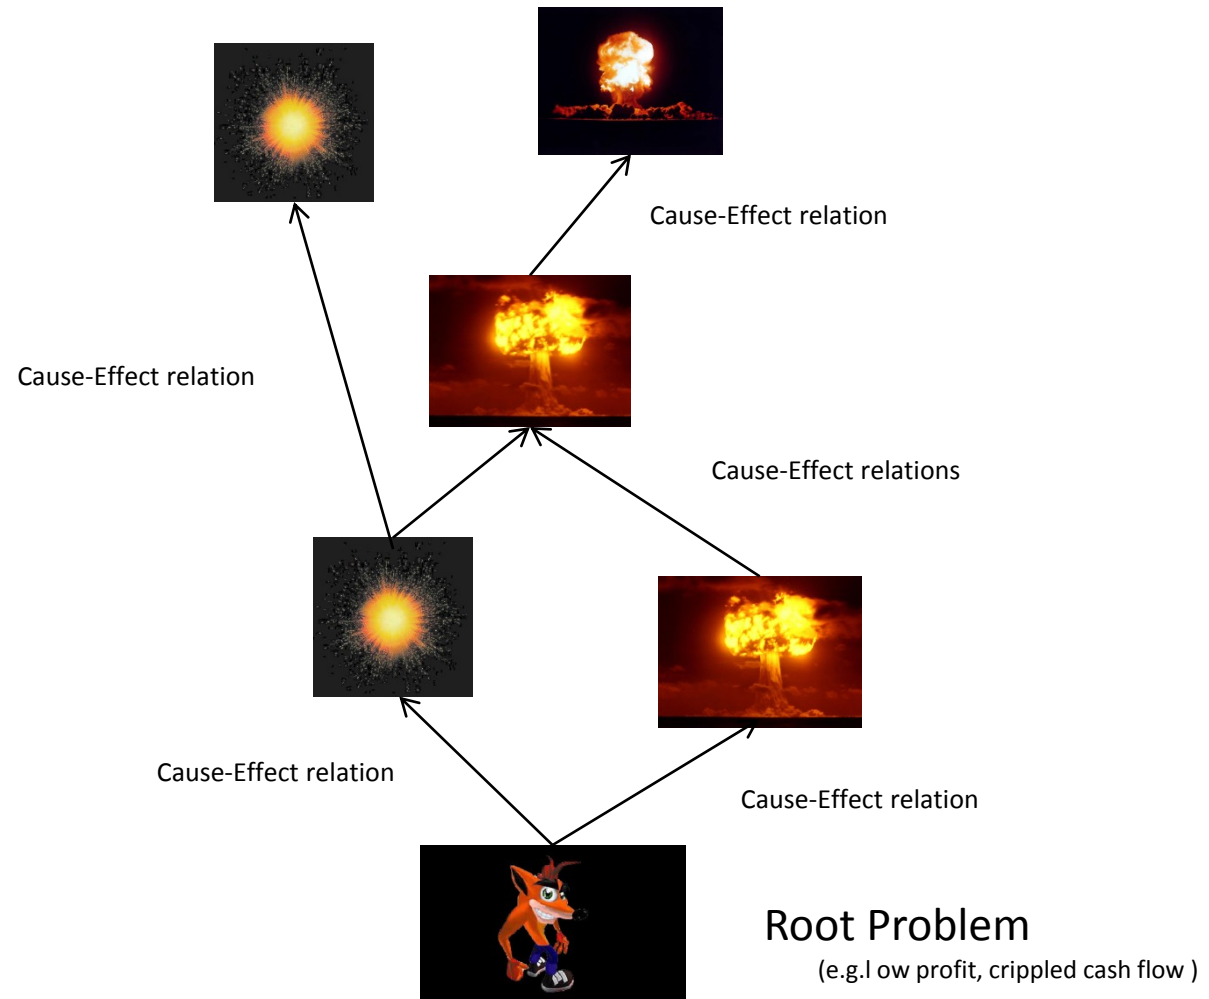 Cause-Effect relation
Cause-Effect relation
Cause-Effect relations
Cause-Effect relation
Cause-Effect relation
Root Problem
(e.g.l ow profit, crippled cash flow )